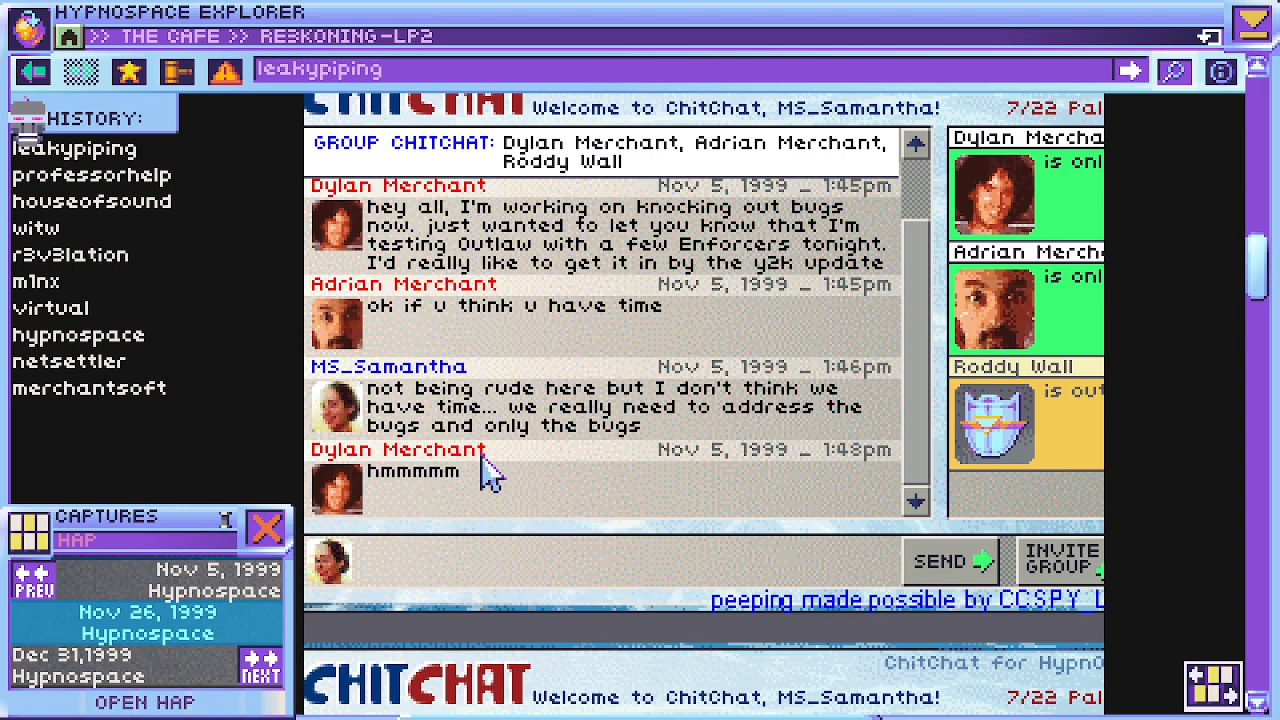 HYPNOSPACE EXPLORER
>> THE CAFE >> RE3KONING-LP2
leakypiping
HISTORY:
leakypiping
professorhelp
houseofsound
witw
r3v3lation
m1nx
virtual
hypnospace
netsettler
merchantsoft
CHITCHAT Welcome to ChitChat, MS_Samantha! 7/22 Pal
GROUP CHITCHAT: Dylan Merchant, Adrian Merchant,
Roddy Wall
Dylan Merchant Nov 5, 1999 _ 1:45pm
hey all, I'm working on knocking out bugs
now. just wanted to let you know that I'm
testing Outlaw with a few Enforcers tonight.
I'd really like to get it in by the y2k update
Adrian Merchant Nov 5, 1999 _ 1:45pm
ok if u think u have time
MS_Samantha Nov 5, 1999 _ 1:46pm
not being rude here but I don't think we
have time... we really need to address the
bugs and only the bugs
Dylan Merchant Nov 5, 1999 _ 1:48pm
hmmmmm
Dylan Mercha
is onl
Adrian Merch
is onl
Roddy Wall
is out
SEND
INVITE
GROUP
peeping made possible by CCSPY_L
ChitChat for Hypn
CHITCHAT Welcome to ChitChat, MS_Samantha! 7/22 Pal
CAPTURES
HAP
PREV
Nov 5, 1999
Hypnospace
Nov 26, 1999
Hypnospace
Dec 31,1999
Hypnospace
NEXT
OPEN HAP